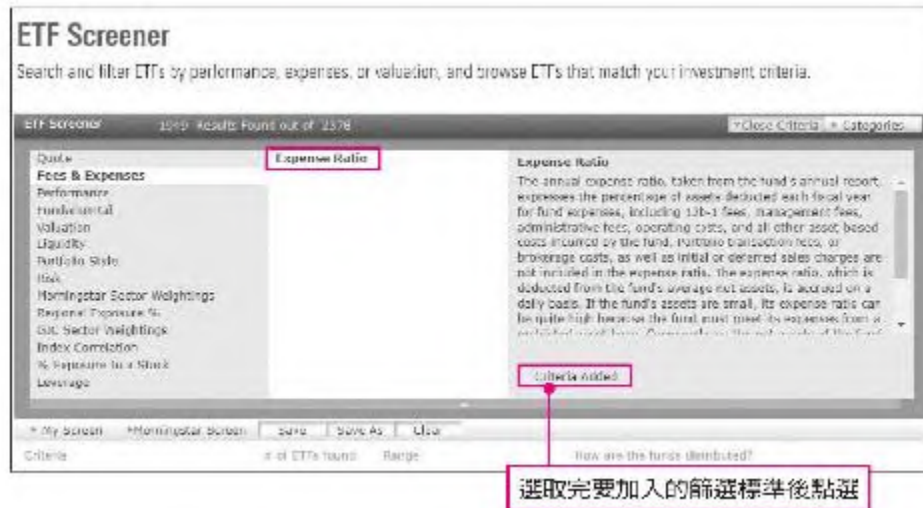 ETF Screener
Search and filter ETFs by performance, expenses, or valuation, and browse ETFs that match your investment criteria.
ETF Screener Results Found out of 2378 Close Criteria Categories
Quote
Fees & Expenses
Performance
Fundamental
Valuation
Liquidity
Portfolio Style
Risk
Morningstar Sector Weightings
Regional Exposure %
GIC Sector Weightings
Index Correlation
% Exposure to a Stock
Leverage
Expense Ratio
Expense Ratio
The annual expense ratio, taken from the fund's annual report,
expresses the percentage of assets deducted each fiscal year
for fund expenses, including 12b-1 fees, management fees,
administrative fees, operating costs, and all other asset based
costs incurred by the fund. Portfolio transaction fees, or
brokerage costs, as well as initial or deferred sales charges are
not included in the expense ratio. The expense ratio, which is
deducted from the fund's average net assets, is accrued on a
daily basis. If the fund's assets are small, its expense ratio can
be quite high because the fund must meet its expenses from a
Criteria Added
My Screen Morningstar Screen Save Save As Clear
Criteria # of ETFs found Range How are the funds distributed?
選取完要加入的篩選標準後點選